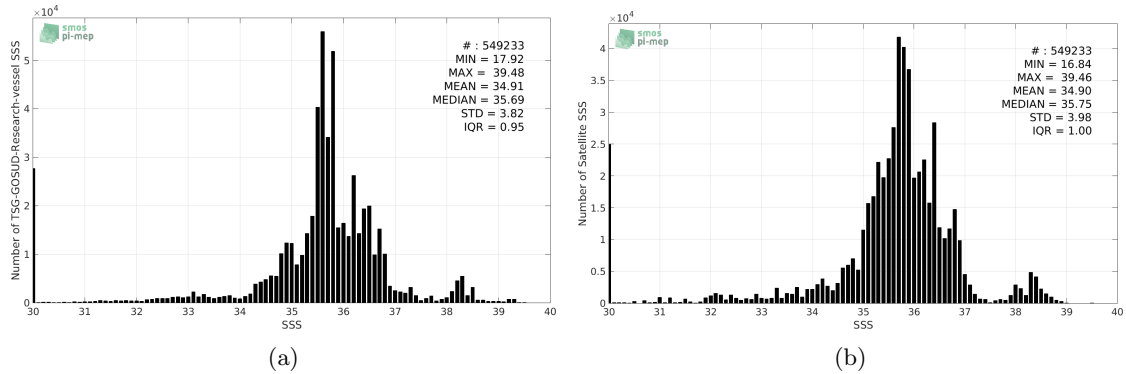 ×10⁴
smos
pi-mep
# : 549233
MIN = 17.92
MAX = 39.48
MEAN = 34.91
MEDIAN = 35.69
STD = 3.82
IQR = 0.95
Number of TSG-GOSUD-Research-vessel SSS
5
4
3
2
1
0
30 31 32 33 34 35 36 37 38 39 40
SSS
(a)
×10⁴
smos
pi-mep
# : 549233
MIN = 16.84
MAX = 39.46
MEAN = 34.90
MEDIAN = 35.75
STD = 3.98
IQR = 1.00
Number of Satellite SSS
4
3.5
3
2.5
2
1.5
1
0.5
0
30 31 32 33 34 35 36 37 38 39 40
SSS
(b)